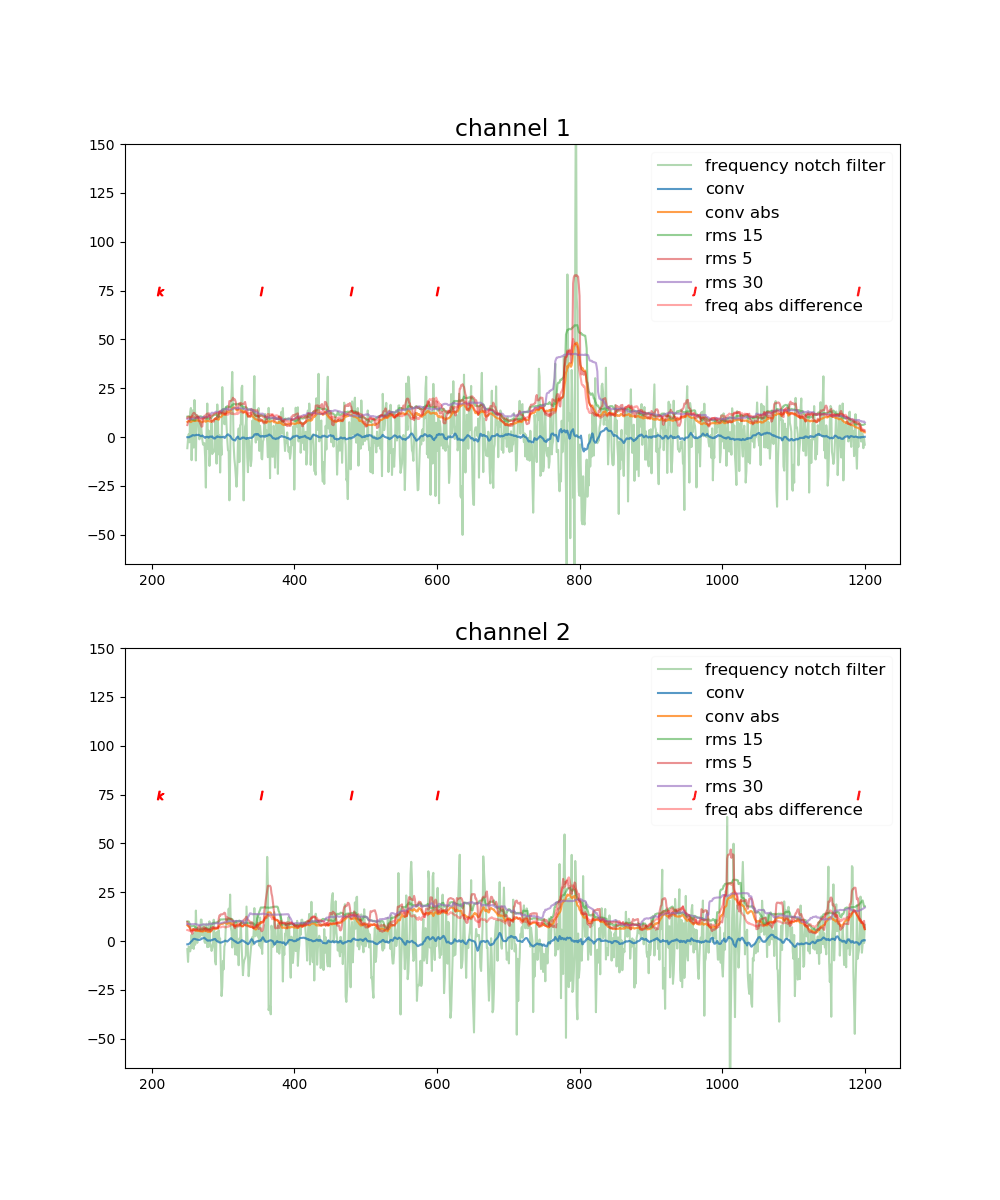 channel 1
150
125
100
75
50
25
0
−25
−50
frequency notch filter
conv
conv abs
rms 15
rms 5
rms 30
freq abs difference
k l l l l l
200 400 600 800 1000 1200
channel 2
150
125
100
75
50
25
0
−25
−50
frequency notch filter
conv
conv abs
rms 15
rms 5
rms 30
freq abs difference
k l l l l l
200 400 600 800 1000 1200